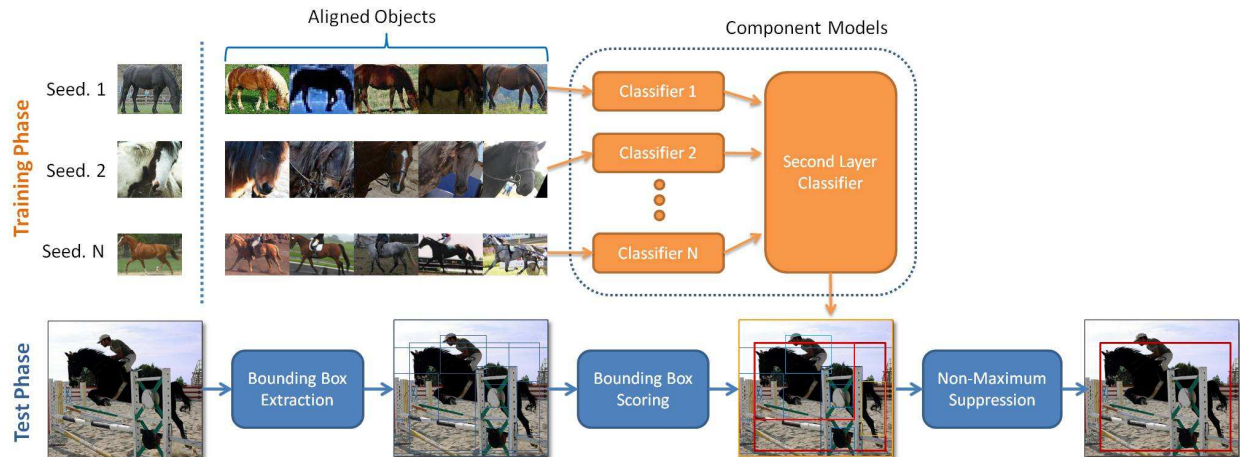 Aligned Objects
Component Models
Training Phase
Seed. 1
Classifier 1
Seed. 2
Classifier 2
Second Layer
Classifier
Seed. N
Classifier N
Test Phase
Bounding Box
Extraction
Bounding Box
Scoring
Non-Maximum
Suppression